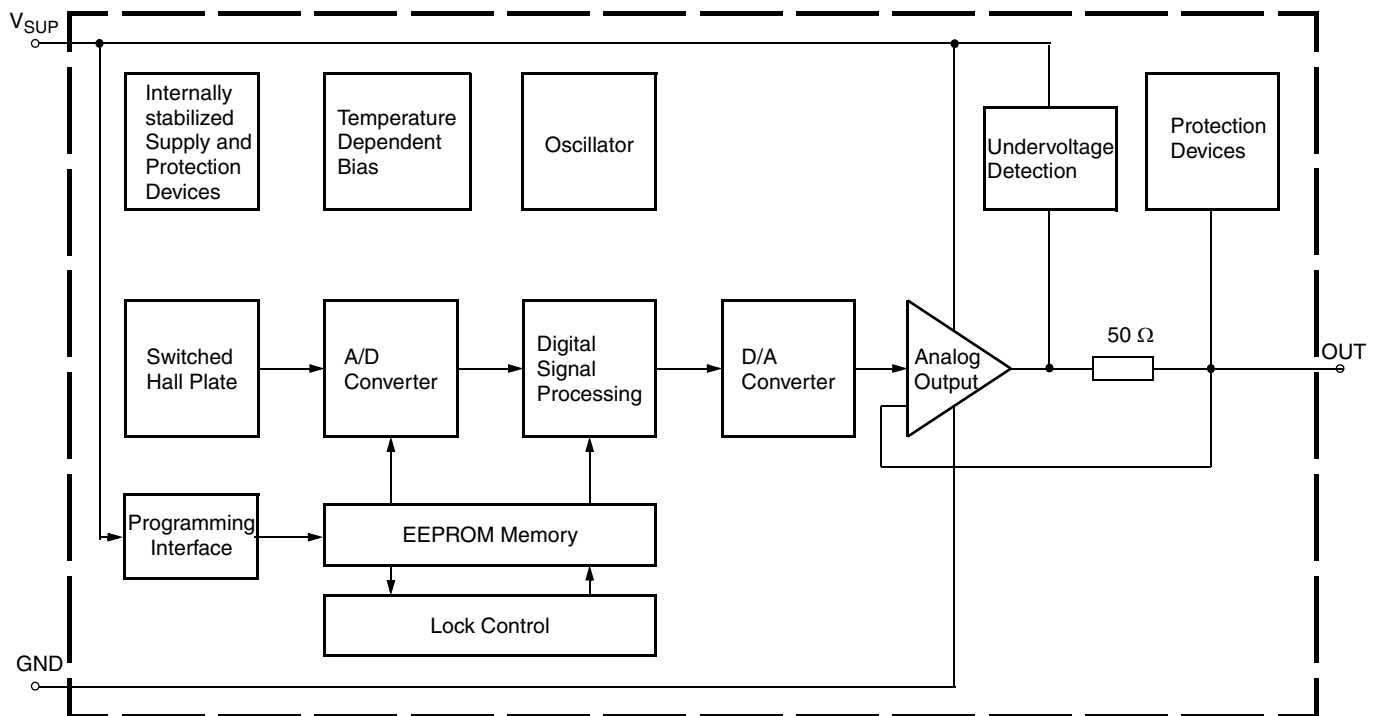 VSUP
Internally
stabilized
Supply and
Protection
Devices
Temperature
Dependent
Bias
Oscillator
Undervoltage
Detection
Protection
Devices
Switched
Hall Plate
A/D
Converter
Digital
Signal
Processing
D/A
Converter
Analog
Output
50 Ω
OUT
Programming
Interface
EEPROM Memory
Lock Control
GND